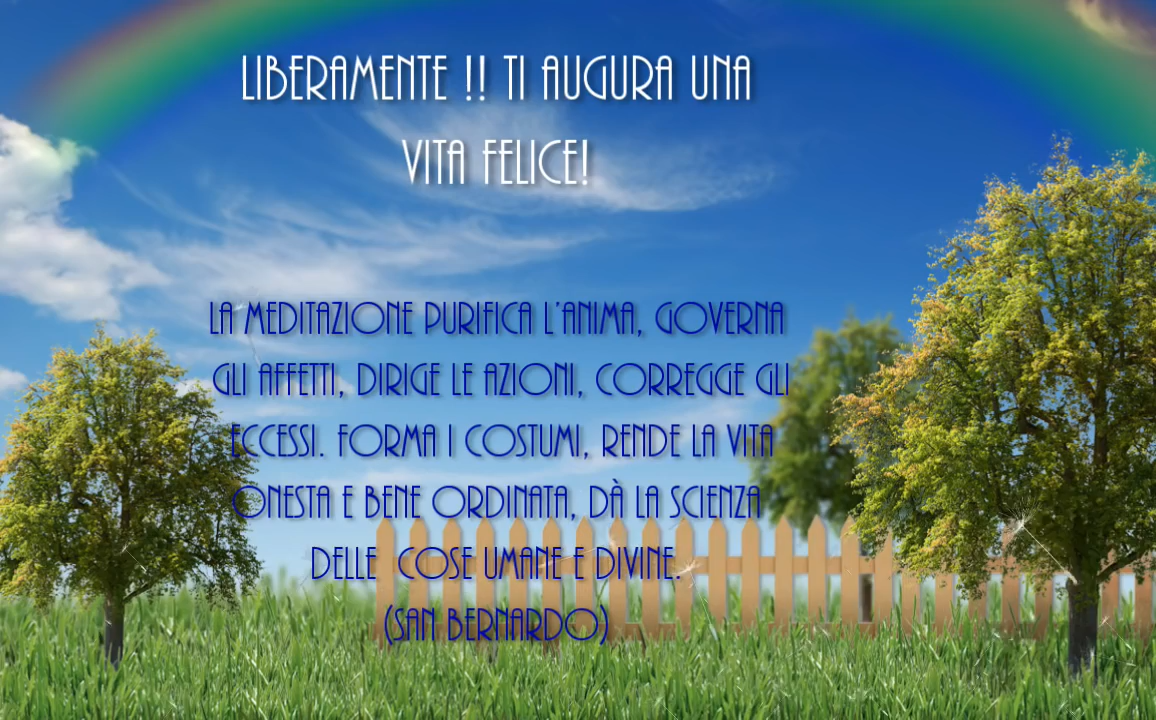 LIBERAMENTE !! TI AUGURA UNA
VITA FELICE!
LA MEDITAZIONE PURIFICA L'ANIMA, GOVERNA
GLI AFFETTI, DIRIGE LE AZIONI, CORREGGE GLI
ECCESSI. FORMA I COSTUMI, RENDE LA VITA
ONESTA E BENE ORDINATA, DÀ LA SCIENZA
DELLE COSE UMANE E DIVINE.
(SAN BERNARDO)